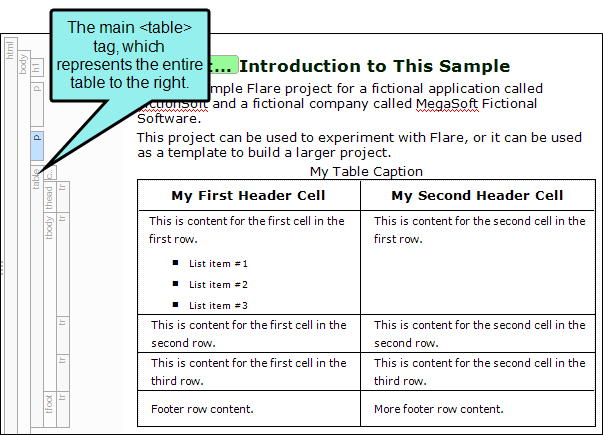 The main <table>
tag, which
represents the entire
table to the right.
html
body
h1
p
p
table
c...
thead
tr
tbody
tr
tr
tr
tfoot
tr
t... Introduction to This Sample
mple Flare project for a fictional application called
ctionSoft and a fictional company called MegaSoft Fictional
Software.
This project can be used to experiment with Flare, or it can be used
as a template to build a larger project.
My Table Caption
My First Header Cell
My Second Header Cell
This is content for the first cell in the
first row.
▪ List item #1
▪ List item #2
▪ List item #3
This is content for the second cell in the
first row.
This is content for the first cell in the
second row.
This is content for the second cell in the
second row.
This is content for the first cell in the
third row.
This is content for the second cell in the
third row.
Footer row content.
More footer row content.